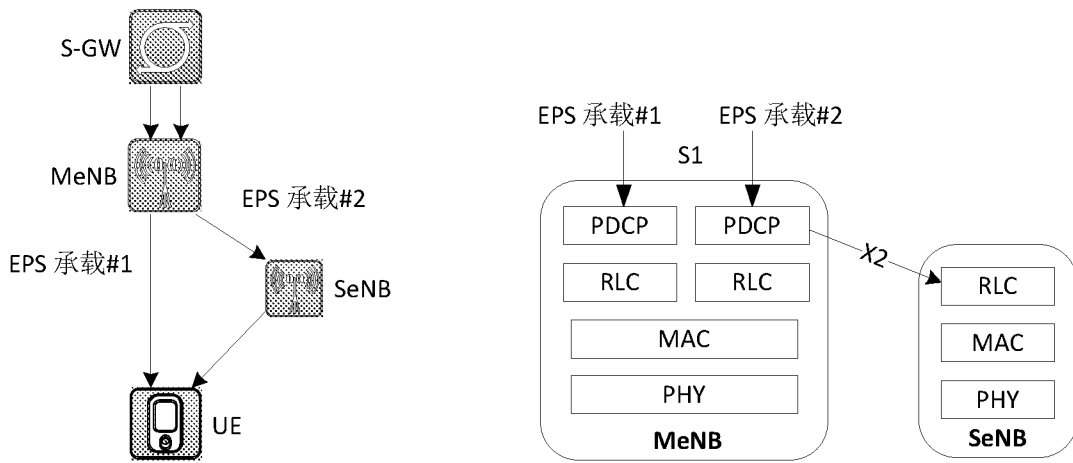 S-GW
MeNB
EPS 承载#2
EPS 承载#1
SeNB
UE
EPS 承载#1
EPS 承载#2
S1
PDCP
PDCP
X2
RLC
RLC
RLC
MAC
MAC
PHY
PHY
MeNB
SeNB